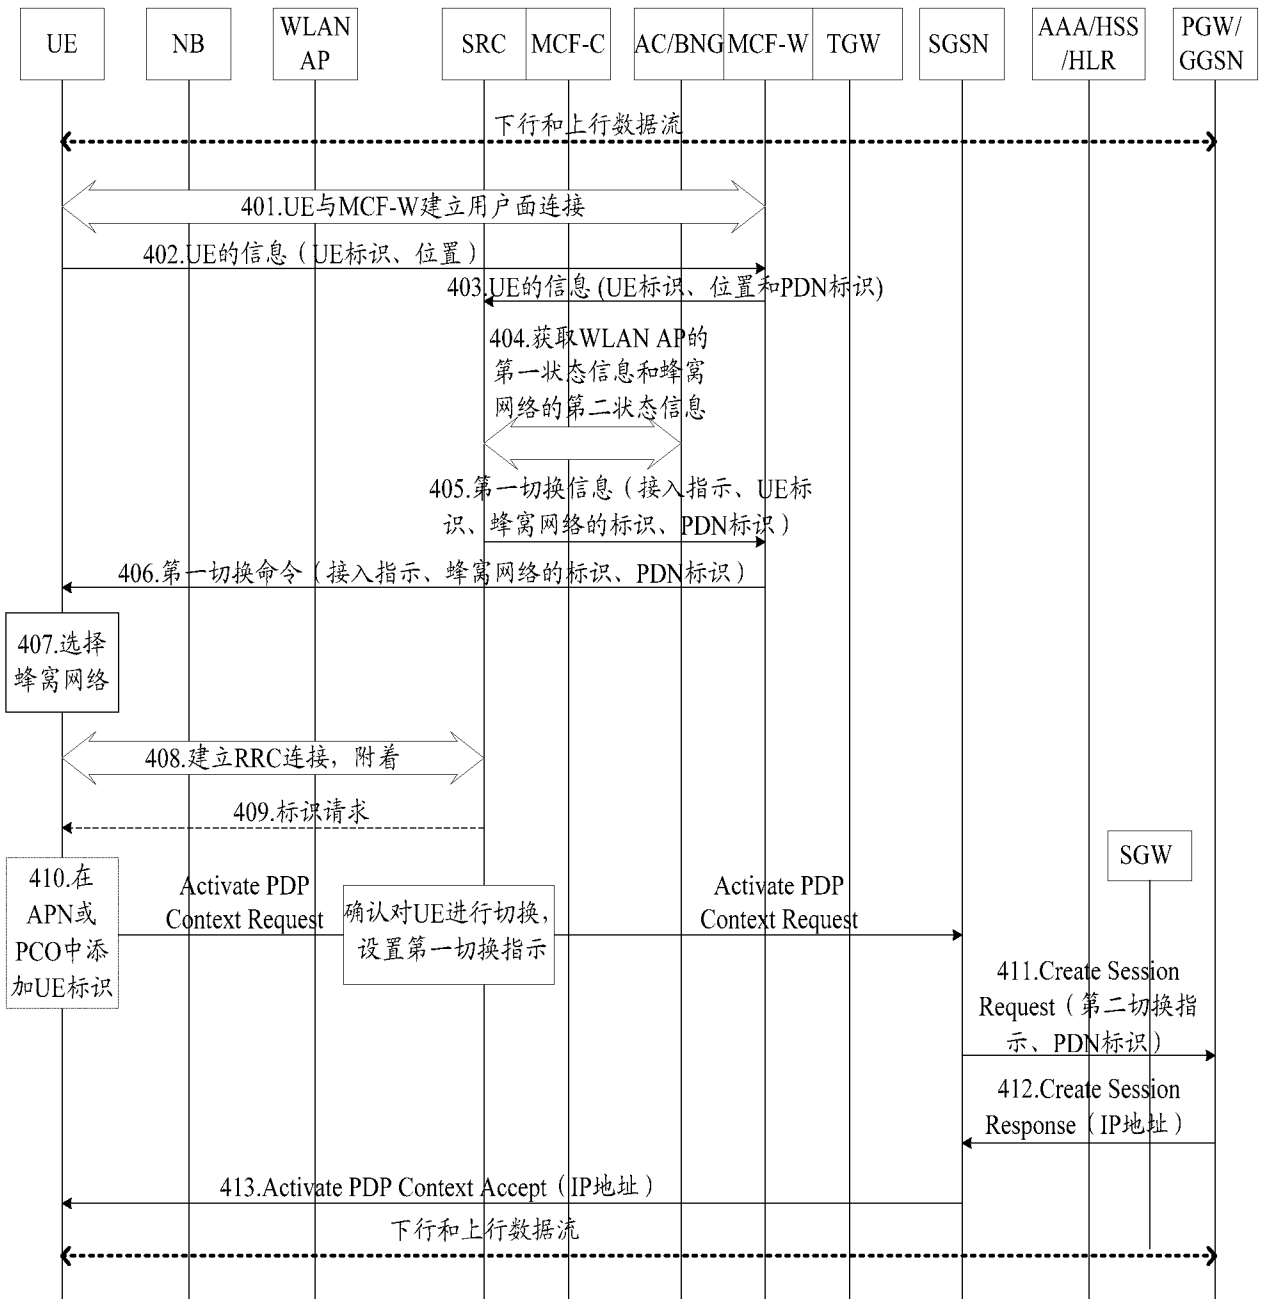 UE
NB
WLAN
AP
SRC
MCF-C
AC/BNG
MCF-W
TGW
SGSN
AAA/HSS
/HLR
PGW/
GGSN
下行和上行数据流
401.UE与MCF-W建立用户面连接
402.UE的信息（UE标识、位置）
403.UE的信息(UE标识、位置和PDN标识)
404.获取WLAN AP的
第一状态信息和蜂窝
网络的第二状态信息
405.第一切换信息（接入指示、UE标
识、蜂窝网络的标识、PDN标识）
406.第一切换命令（接入指示、蜂窝网络的标识、PDN标识）
407.选择
蜂窝网络
408.建立RRC连接，附着
409.标识请求
SGW
410.在
APN或
PCO中添
加UE标识
Activate PDP
Context Request
确认对UE进行切换，
设置第一切换指示
Activate PDP
Context Request
411.Create Session
Request（第二切换指
示、PDN标识）
412.Create Session
Response（IP地址）
413.Activate PDP Context Accept（IP地址）
下行和上行数据流